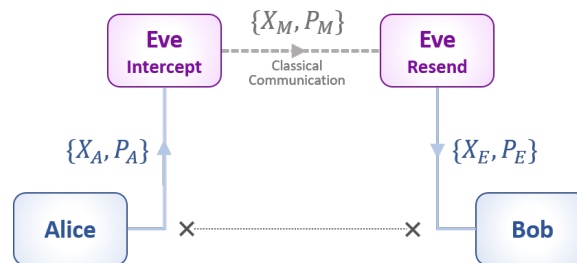 {X_M, P_M}
Eve
Intercept
Classical
Communication
Eve
Resend
{X_A, P_A}
{X_E, P_E}
Alice
Bob